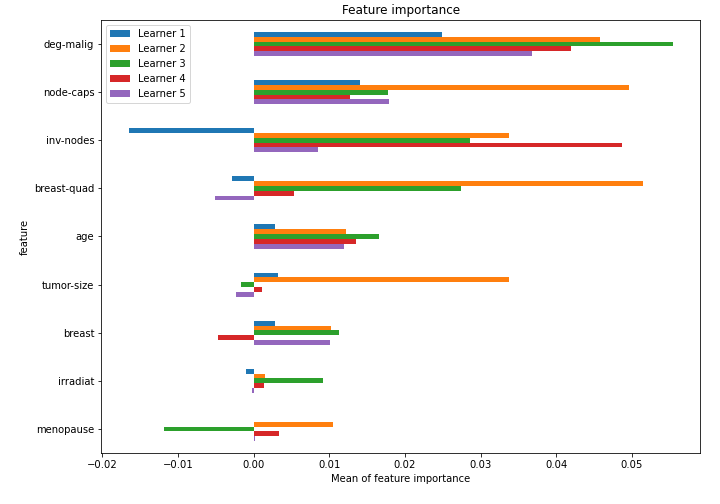 Feature importance
Learner 1
Learner 2
Learner 3
Learner 4
Learner 5
deg-malig
node-caps
inv-nodes
breast-quad
age
tumor-size
breast
irradiat
menopause
feature
−0.02 −0.01 0.00 0.01 0.02 0.03 0.04 0.05
Mean of feature importance